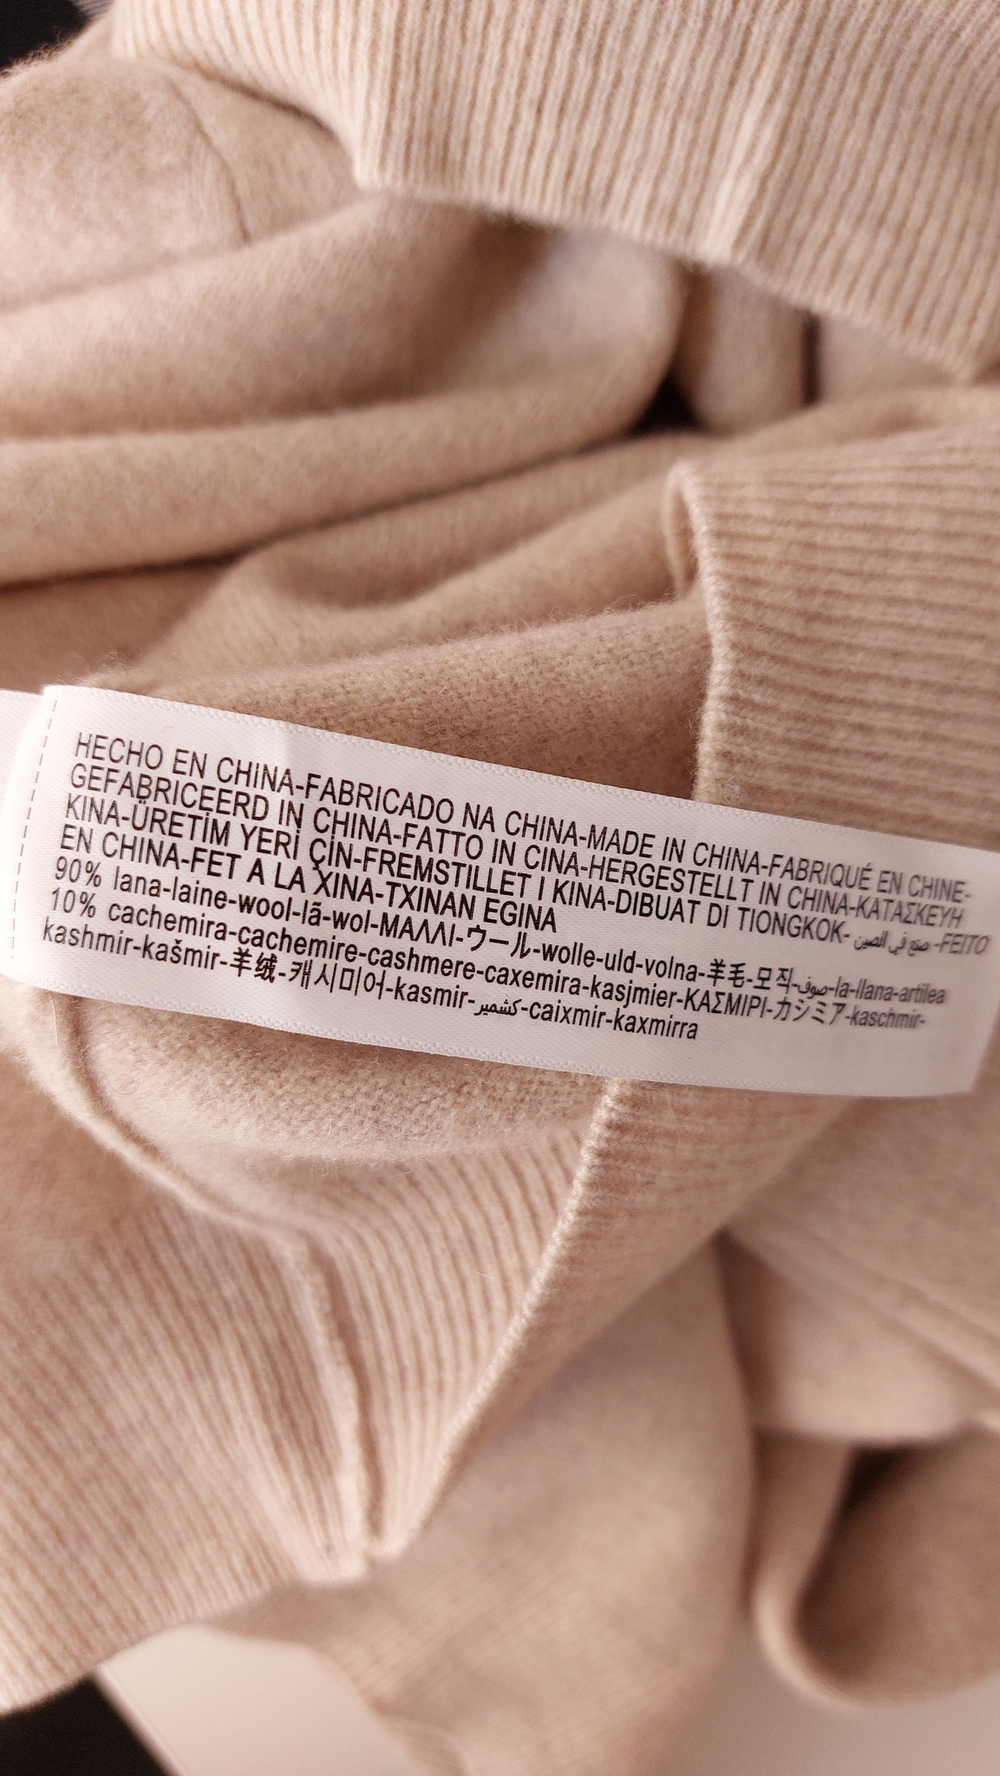 HECHO EN CHINA-FABRICADO NA CHINA-MADE IN CHINA-FABRIQUÉ EN CHINE-
GEFABRICEERD IN CHINA-FATTO IN CINA-HERGESTELLT IN CHINA-ΚΑΤΑΣΚΕΥΗ
KINA-ÜRETİM YERİ ÇİN-FREMSTILLET I KINA-DIBUAT DI TIONGKOK- صنع في الصين -FEITO
EN CHINA-FET A LA XINA-TXINAN EGINA
90% lana-laine-wool-lã-wol-ΜΑΛΛΙ-ウール-wolle-uld-volna-羊毛-모직-صوف-la-llana-artilea
10% cachemira-cachemire-cashmere-caxemira-kasjmier-ΚΑΣΜΙΡΙ-カシミア-kaschmir-
kashmir-kašmir-羊绒-캐시미어-kasmir-كشمير-caixmir-kaxmirra